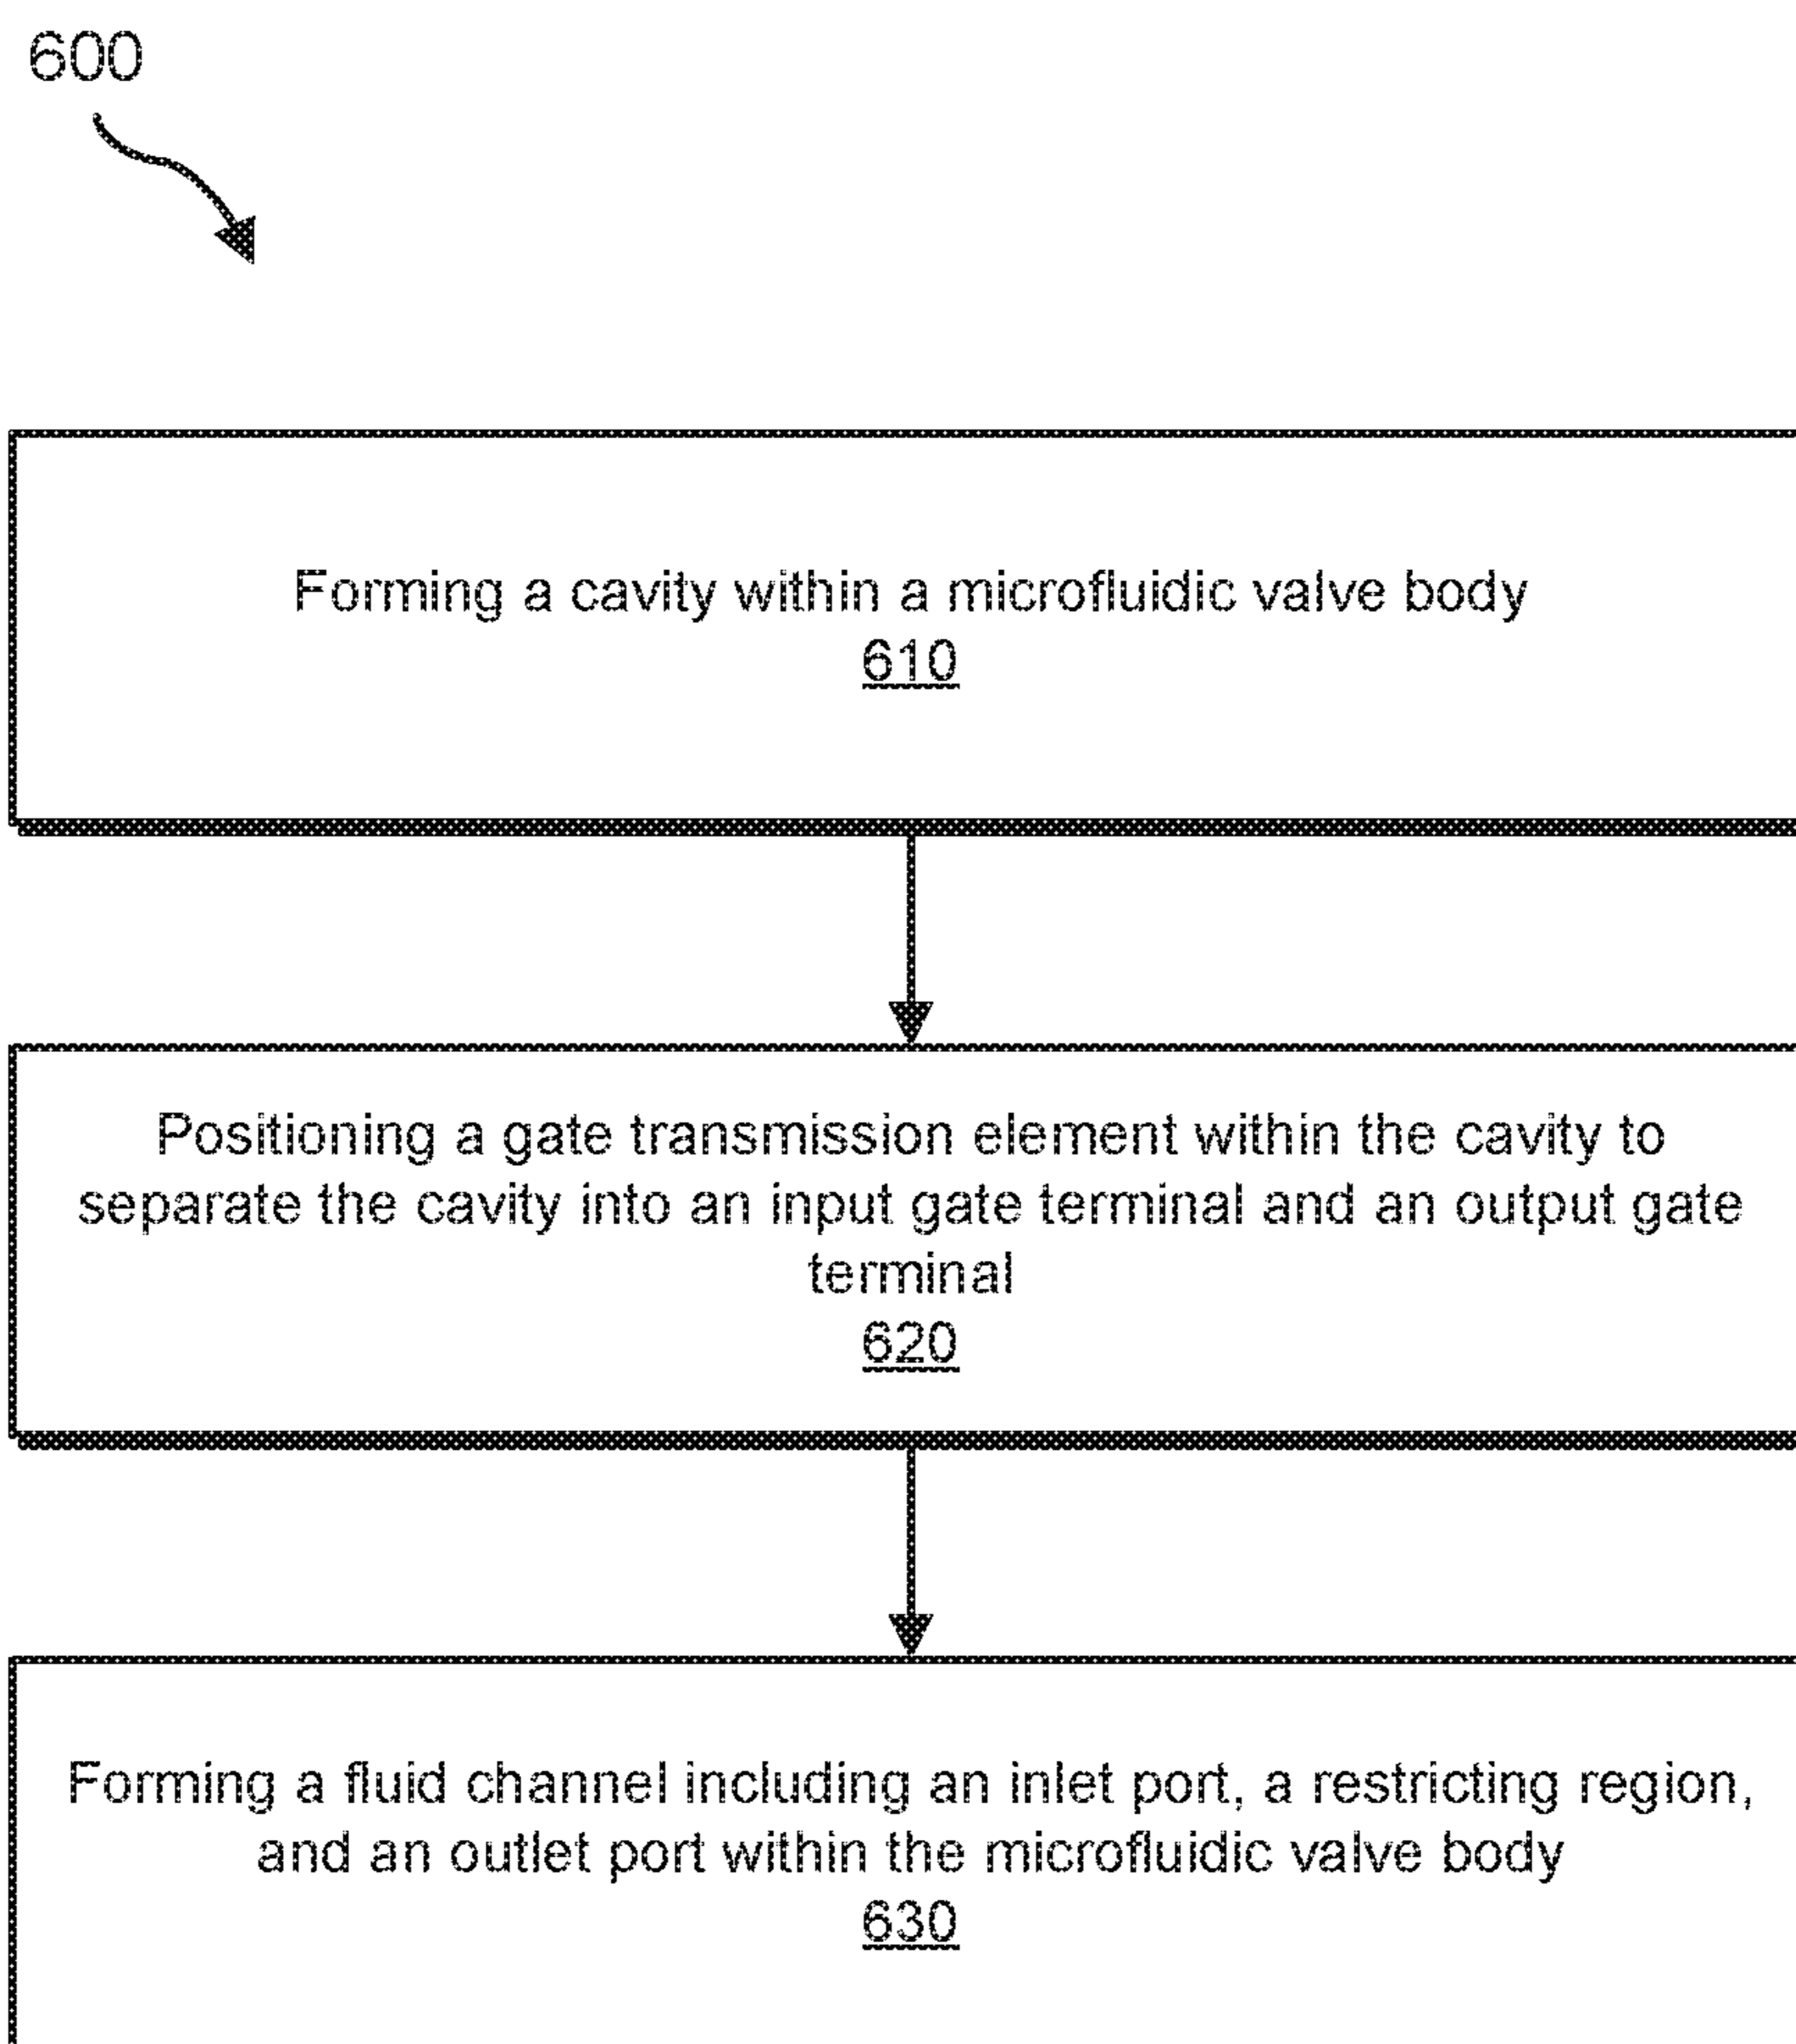 600
Forming a cavity within a microfluidic valve body
610
Positioning a gate transmission element within the cavity to
separate the cavity into an input gate terminal and an output gate
terminal
620
Forming a fluid channel including an inlet port, a restricting region,
and an outlet port within the microfluidic valve body
630